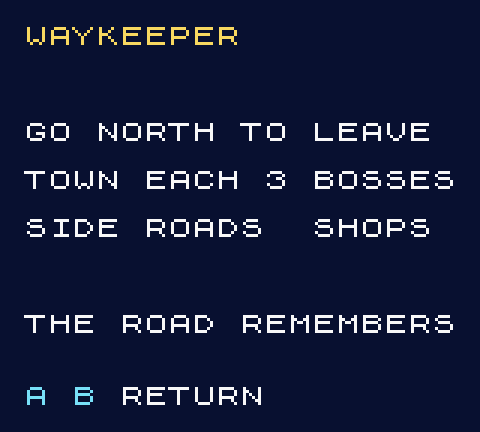 WAYKEEPER
GO NORTH TO LEAVE
TOWN EACH 3 BOSSES
SIDE ROADS  SHOPS
THE ROAD REMEMBERS
A B RETURN